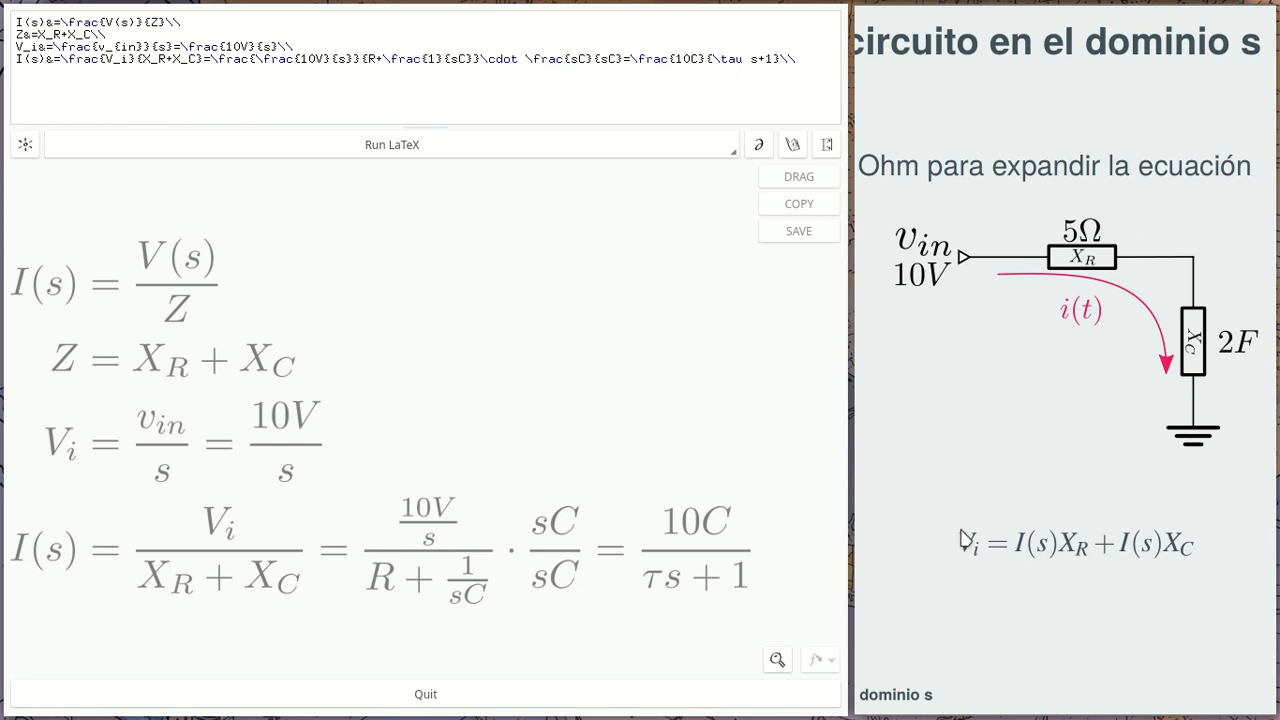 I(s)&=\frac{V(s)}{Z}\\
Z&=X_R+X_C\\
V_i&=\frac{v_{in}}{s}=\frac{10V}{s}\\
I(s)&=\frac{V_i}{X_R+X_C}=\frac{\frac{10V}{s}}{R+\frac{1}{sC}}\cdot \frac{sC}{sC}=\frac{10C}{\tau s+1}\\
Run LaTeX
DRAG
COPY
SAVE
I(s) = V(s)/Z
Z = X_R + X_C
V_i = v_in/s = 10V/s
I(s) = V_i/(X_R + X_C) = (10V/s)/(R + 1/(sC)) · sC/sC = 10C/(τs + 1)
Quit
circuito en el dominio s
Ohm para expandir la ecuación
v_in
10V
5Ω
X_R
i(t)
X_C
2F
V_i = I(s)X_R + I(s)X_C
dominio s